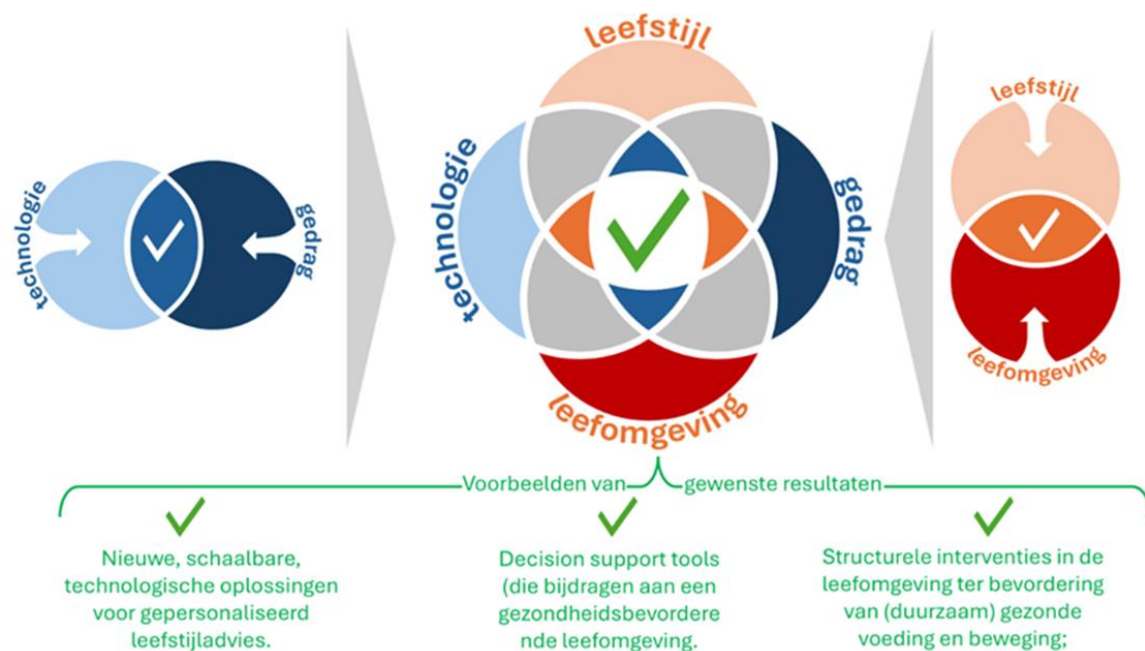 technologie
gedrag
leefstijl
technologie
gedrag
leefomgeving
leefstijl
leefomgeving
Voorbeelden van gewenste resultaten
Nieuwe, schaalbare,
technologische oplossingen
voor gepersonaliseerd
leefstijladvies.
Decision support tools
(die bijdragen aan een
gezondheidsbevordere
nde leefomgeving.
Structurele interventies in de
leefomgeving ter bevordering
van (duurzaam) gezonde
voeding en beweging;